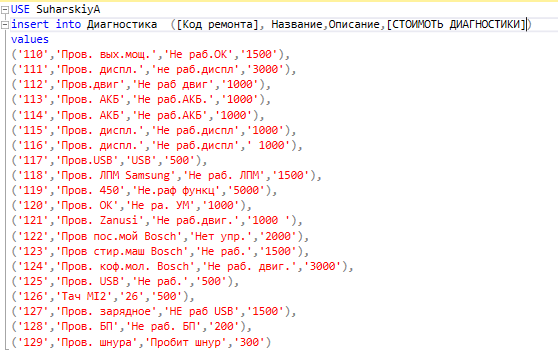 USE SuharskiyA
insert into Диагностика  ([Код ремонта], Название,Описание,[СТОИМОТЬ ДИАГНОСТИКИ])
values
('110','Пров. вых.мощ.','Не раб.ОК','1500'),
('111','Пров. диспл.','не раб.диспл','3000'),
('112','Пров.двиг','Не раб двиг','1000'),
('113','Пров. АКБ','Не раб.АКБ.','1000'),
('114','Пров. АКБ','Не раб.АКБ','1000'),
('115','Пров. диспл.','Не раб.диспл','1000'),
('116','Пров. диспл.','Не раб.диспл',' 1000'),
('117','Пров.USB','USB','500'),
('118','Пров. ЛПМ Samsung','Не раб. ЛПМ','1500'),
('119','Пров. 450','Не.раф функц','5000'),
('120','Пров. ОК','Не ра. УМ','1000'),
('121','Пров. Zanusi','Не раб.двиг.','1000 '),
('122','Пров пос.мой Bosch','Нет упр.','2000'),
('123','Пров стир.маш Bosch','Не раб.','1500'),
('124','Пров. коф.мол. Bosch','Не раб. двиг.','3000'),
('125','Пров. USB','Не раб.','500'),
('126','Тач MI2','26','500'),
('127','Пров. зарядное','НЕ раб USB','1500'),
('128','Пров. БП','Не раб. БП','200'),
('129','Пров. шнура','Пробит шнур','300')